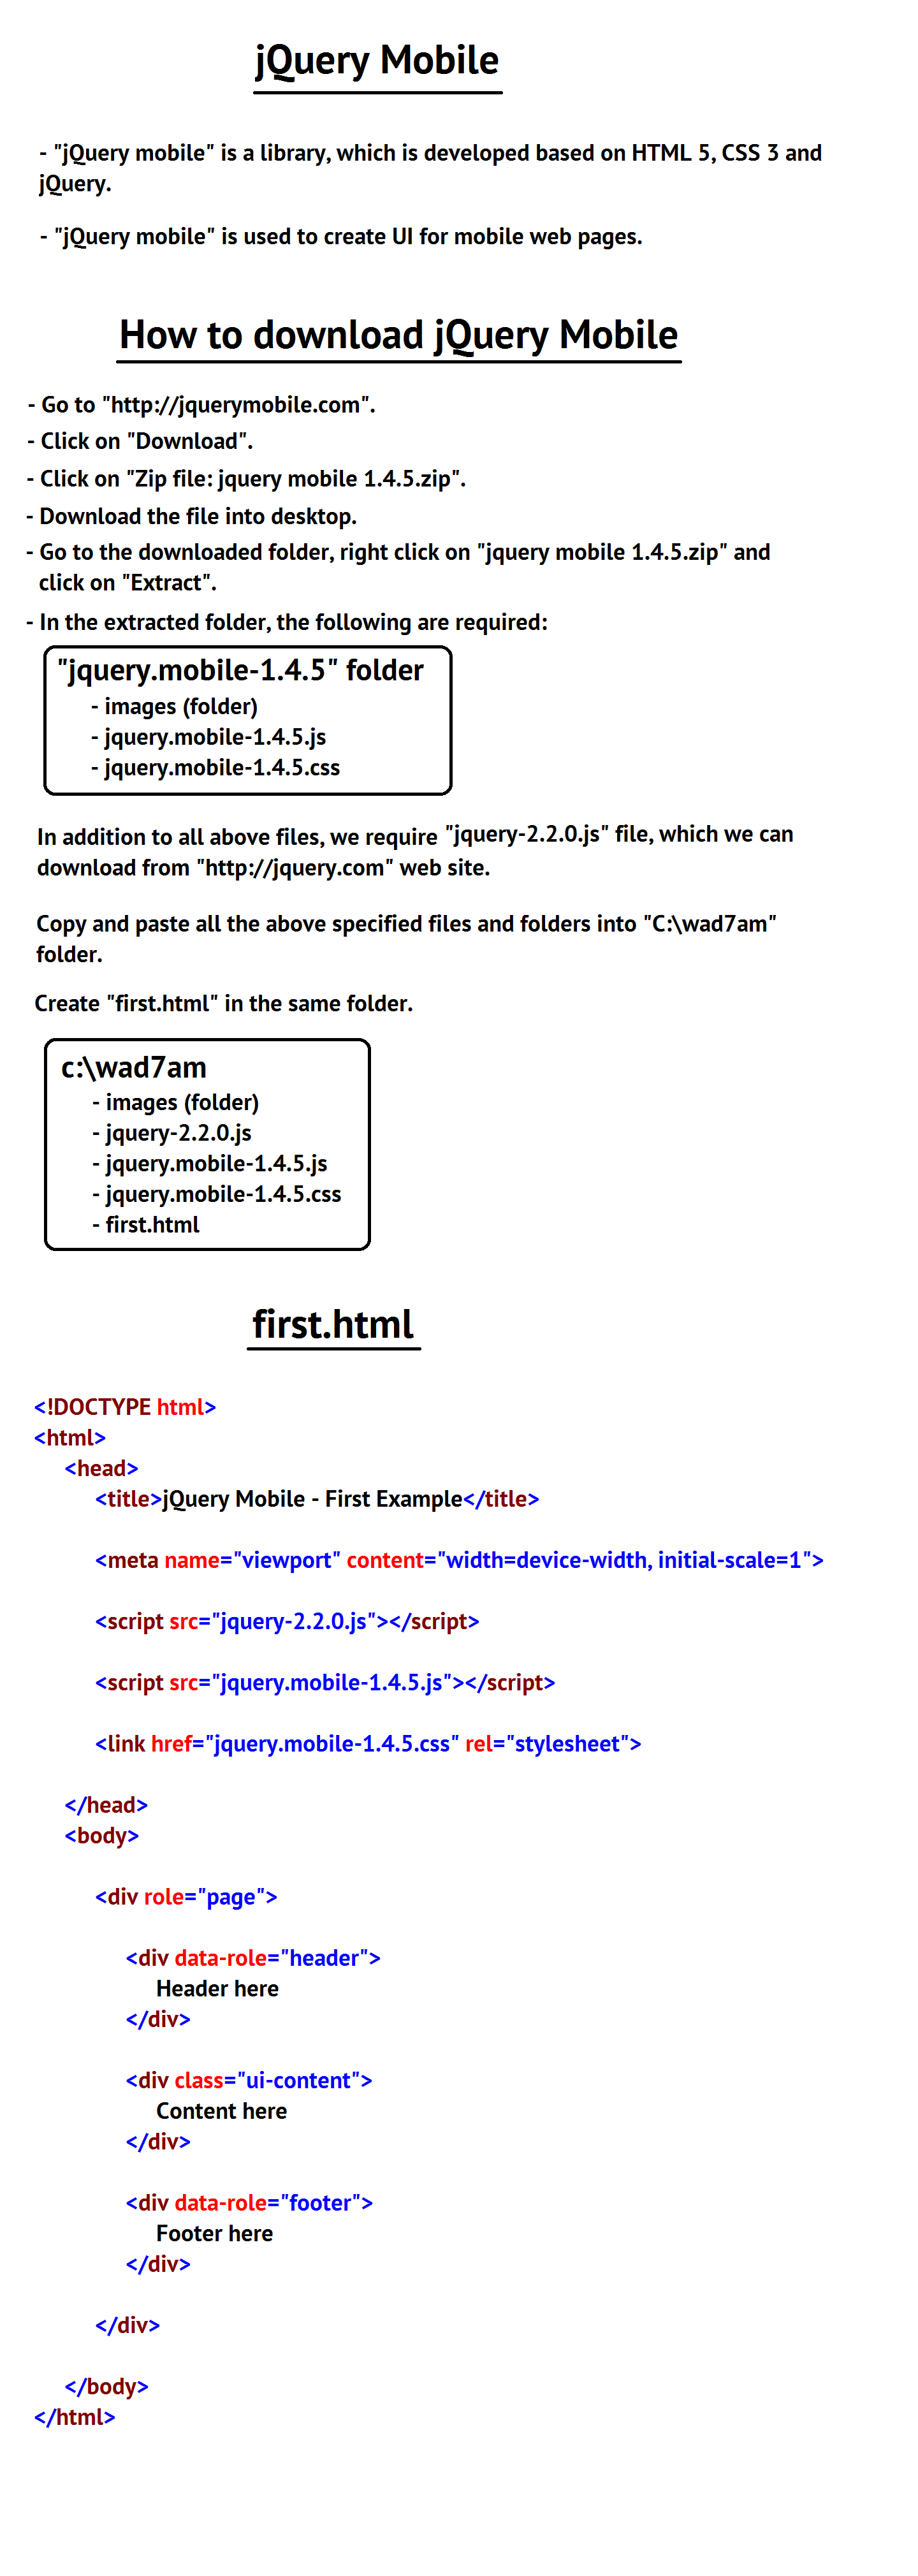 jQuery Mobile
- "jQuery mobile" is a library, which is developed based on HTML 5, CSS 3 and
jQuery.
- "jQuery mobile" is used to create UI for mobile web pages.
How to download jQuery Mobile
- Go to "http://jquerymobile.com".
- Click on "Download".
- Click on "Zip file: jquery mobile 1.4.5.zip".
- Download the file into desktop.
- Go to the downloaded folder, right click on "jquery mobile 1.4.5.zip" and
click on "Extract".
- In the extracted folder, the following are required:
"jquery.mobile-1.4.5" folder
- images (folder)
- jquery.mobile-1.4.5.js
- jquery.mobile-1.4.5.css
In addition to all above files, we require "jquery-2.2.0.js" file, which we can
download from "http://jquery.com" web site.
Copy and paste all the above specified files and folders into "C:\wad7am"
folder.
Create "first.html" in the same folder.
c:\wad7am
- images (folder)
- jquery-2.2.0.js
- jquery.mobile-1.4.5.js
- jquery.mobile-1.4.5.css
- first.html
first.html
<!DOCTYPE html>
<html>
<head>
<title>jQuery Mobile - First Example</title>
<meta name="viewport" content="width=device-width, initial-scale=1">
<script src="jquery-2.2.0.js"></script>
<script src="jquery.mobile-1.4.5.js"></script>
<link href="jquery.mobile-1.4.5.css" rel="stylesheet">
</head>
<body>
<div role="page">
<div data-role="header">
Header here
</div>
<div class="ui-content">
Content here
</div>
<div data-role="footer">
Footer here
</div>
</div>
</body>
</html>